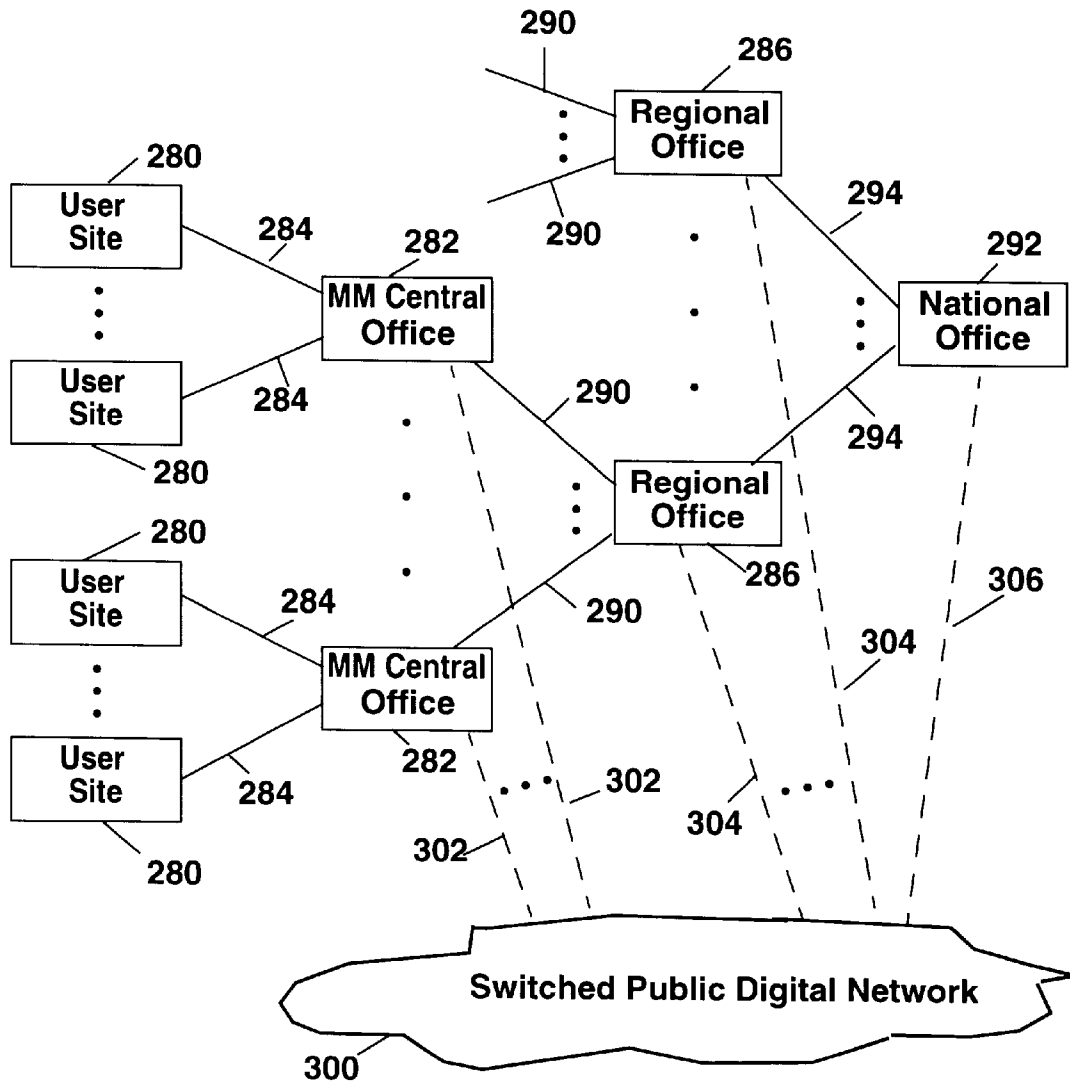 290
286
Regional
Office
280
User
Site
284
290
294
282
292
MM Central
Office
National
Office
User
Site
284
290
294
280
Regional
Office
280
User
Site
284
290
286
306
MM Central
Office
304
User
Site
284
282
302
304
302
280
Switched Public Digital Network
300